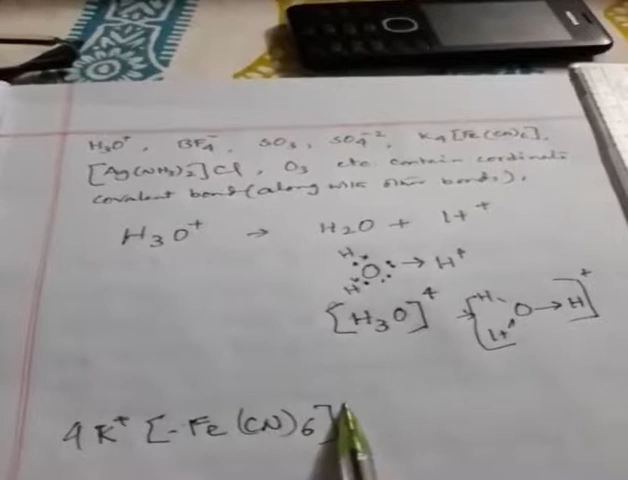 H3O+, BF4-, SO3, SO4-2, K4[Fe(CN)6],
[Ag(NH3)2]Cl, O3 etc. contain cordinate
covalent bond (along with other bonds).
H3O+ → H2O + H+
H H O → H+
[H3O]+ → [H H O → H]+
4K+ [-Fe(CN)6]